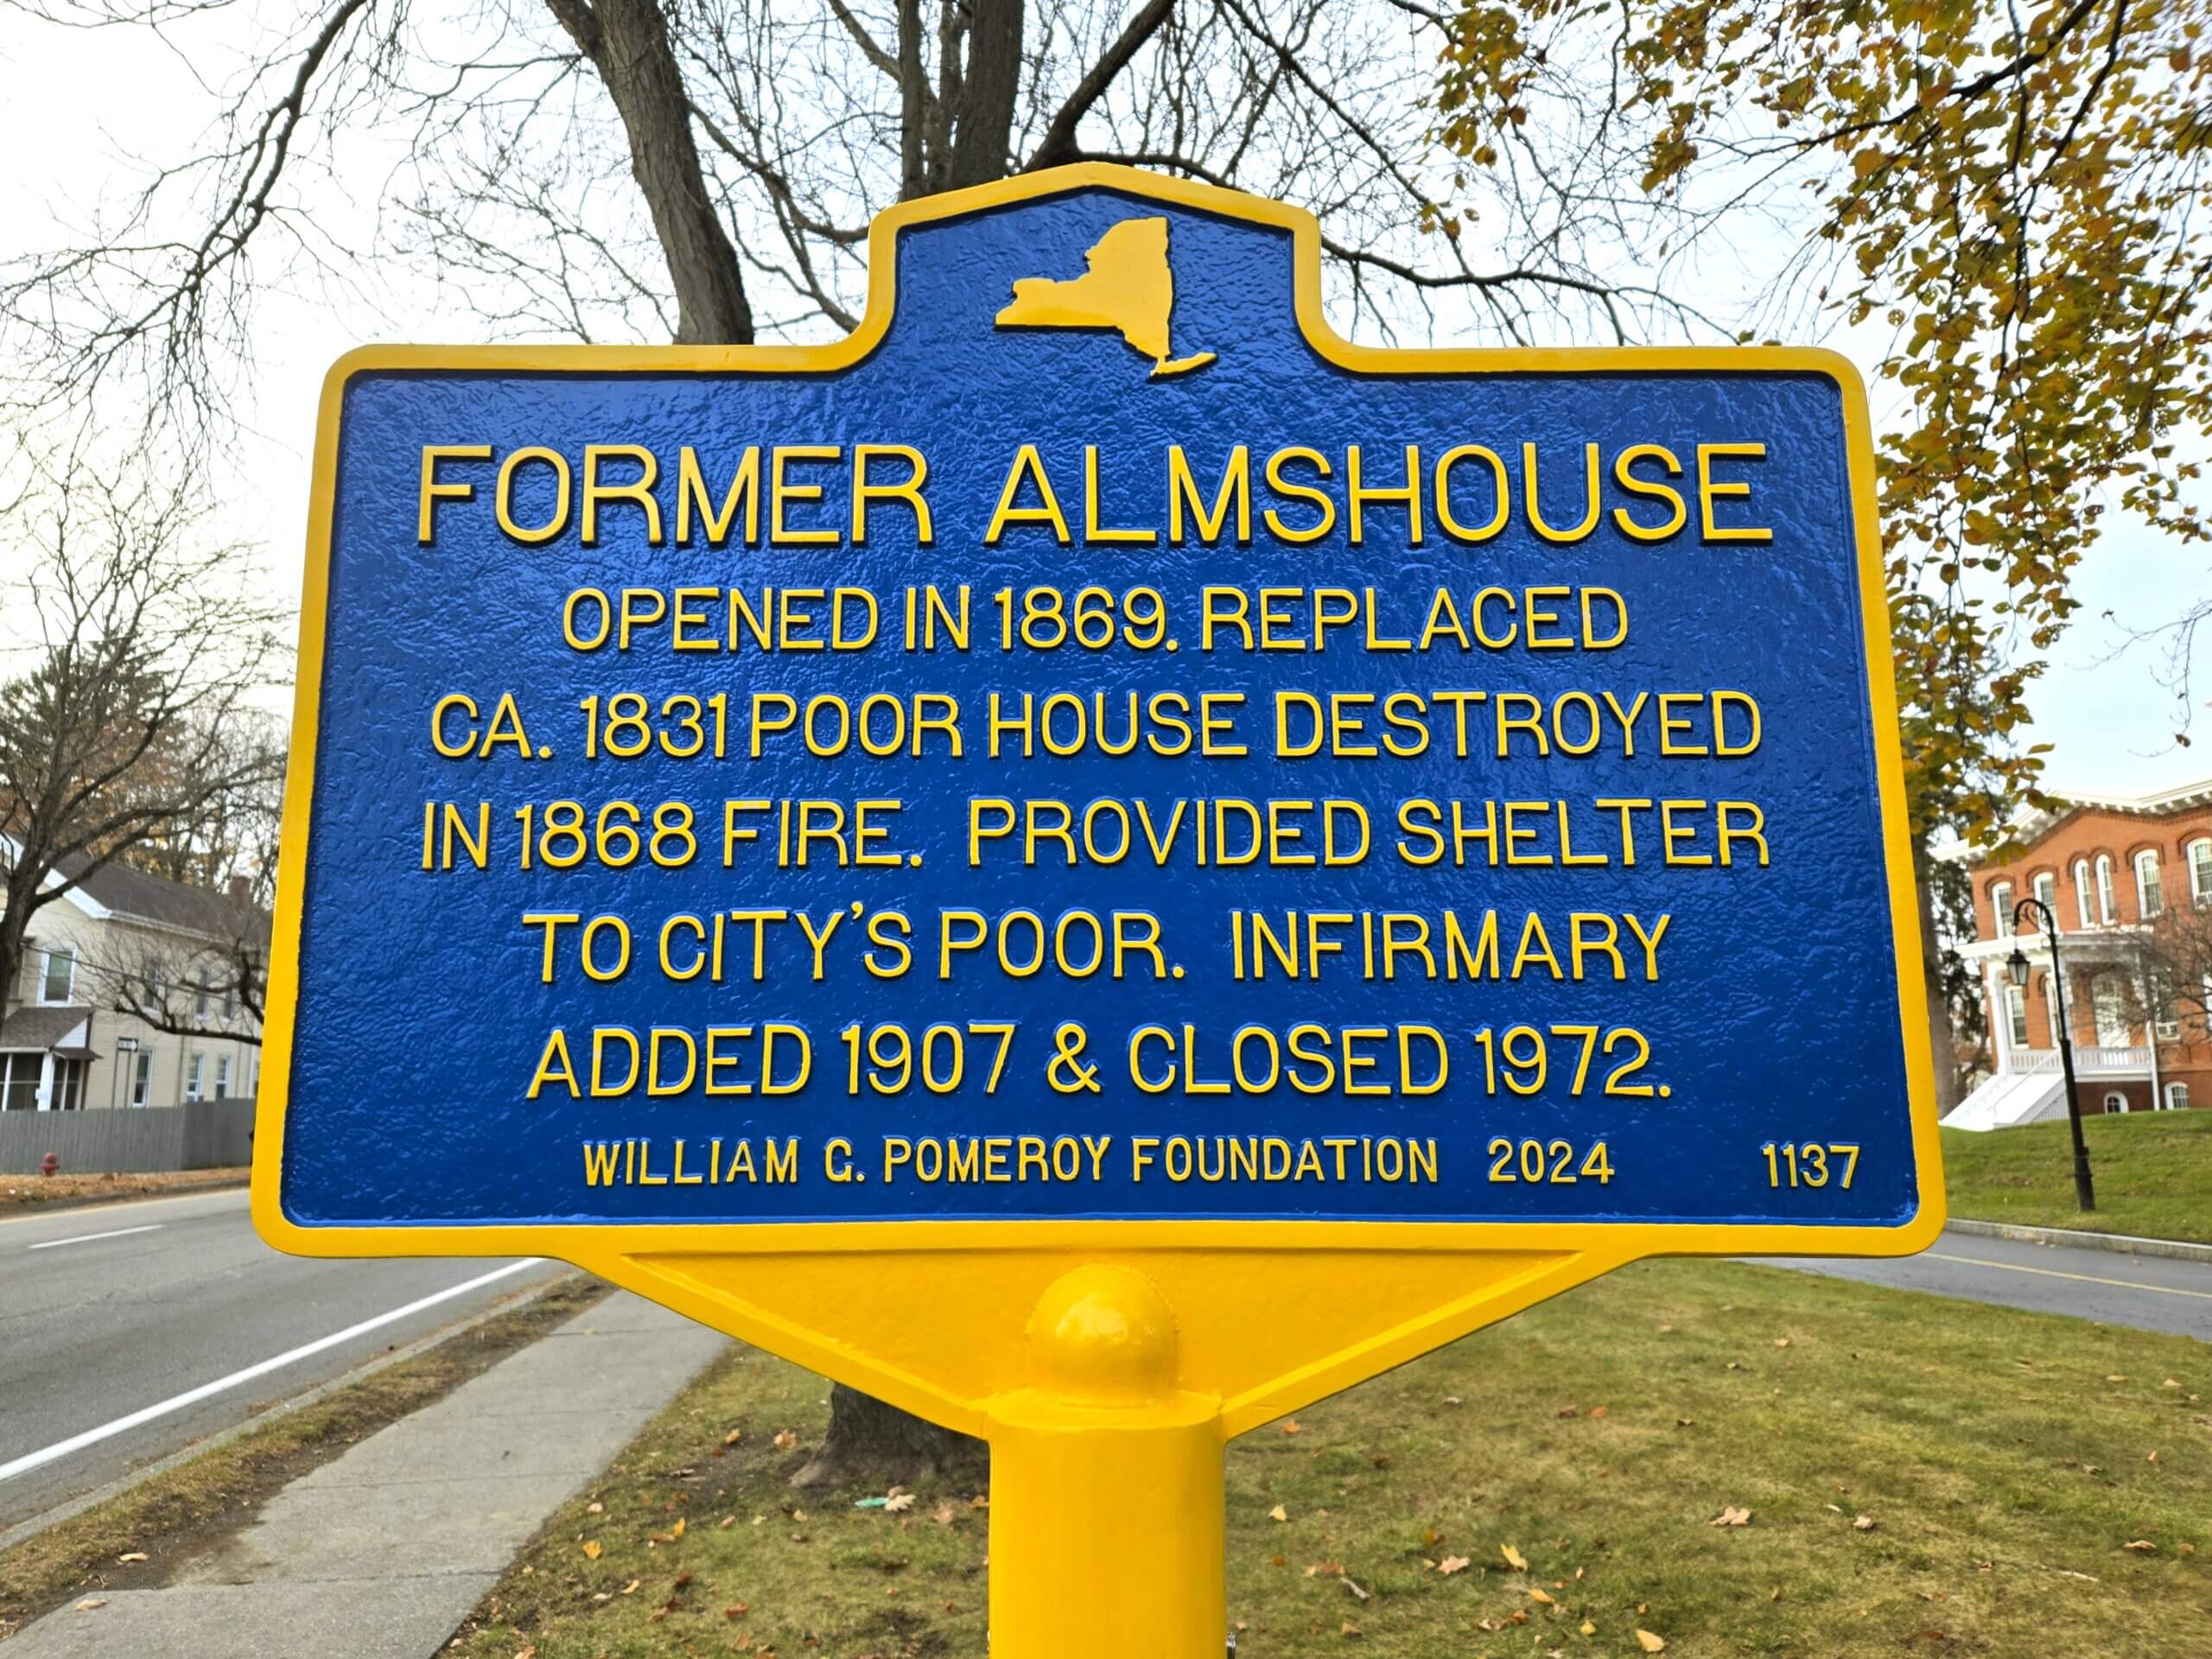 FORMER ALMSHOUSE
OPENED IN 1869. REPLACED
CA. 1831 POOR HOUSE DESTROYED
IN 1868 FIRE. PROVIDED SHELTER
TO CITY'S POOR. INFIRMARY
ADDED 1907 & CLOSED 1972.
WILLIAM G. POMEROY FOUNDATION 2024 1137